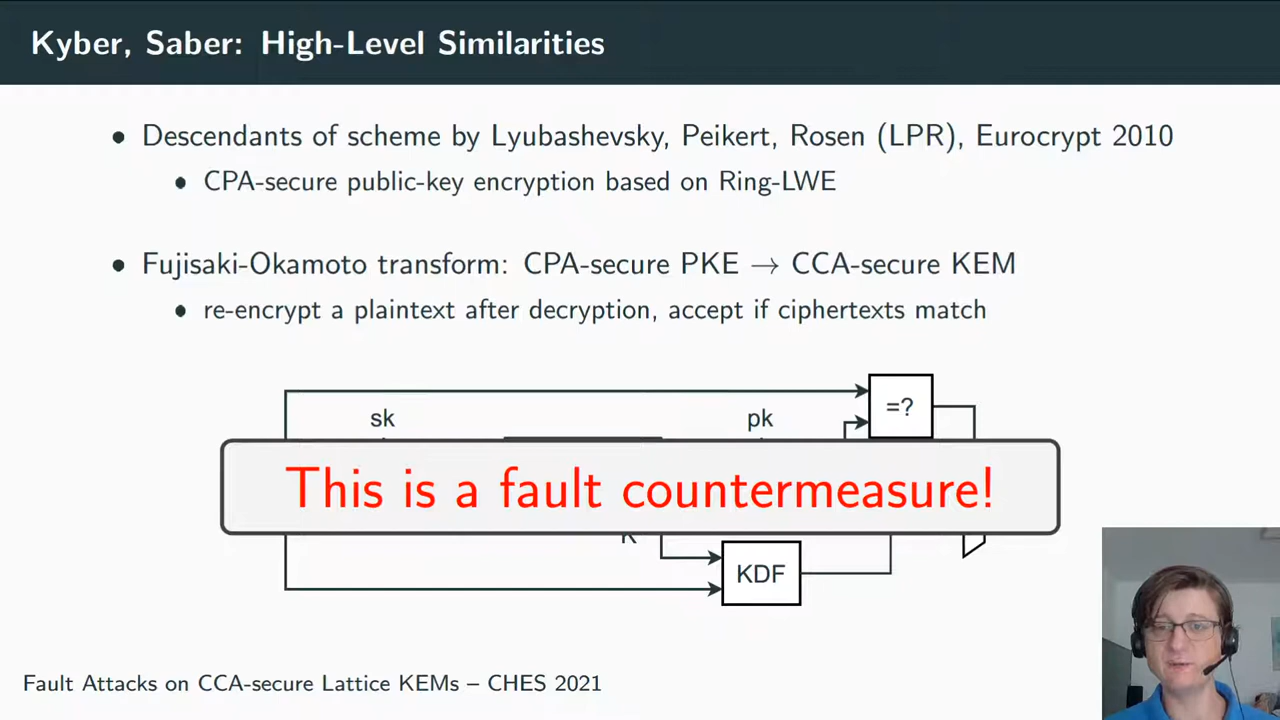 Kyber, Saber: High-Level Similarities
• Descendants of scheme by Lyubashevsky, Peikert, Rosen (LPR), Eurocrypt 2010
• CPA-secure public-key encryption based on Ring-LWE
• Fujisaki-Okamoto transform: CPA-secure PKE → CCA-secure KEM
• re-encrypt a plaintext after decryption, accept if ciphertexts match
=?
sk
pk
This is a fault countermeasure!
KDF
Fault Attacks on CCA-secure Lattice KEMs – CHES 2021